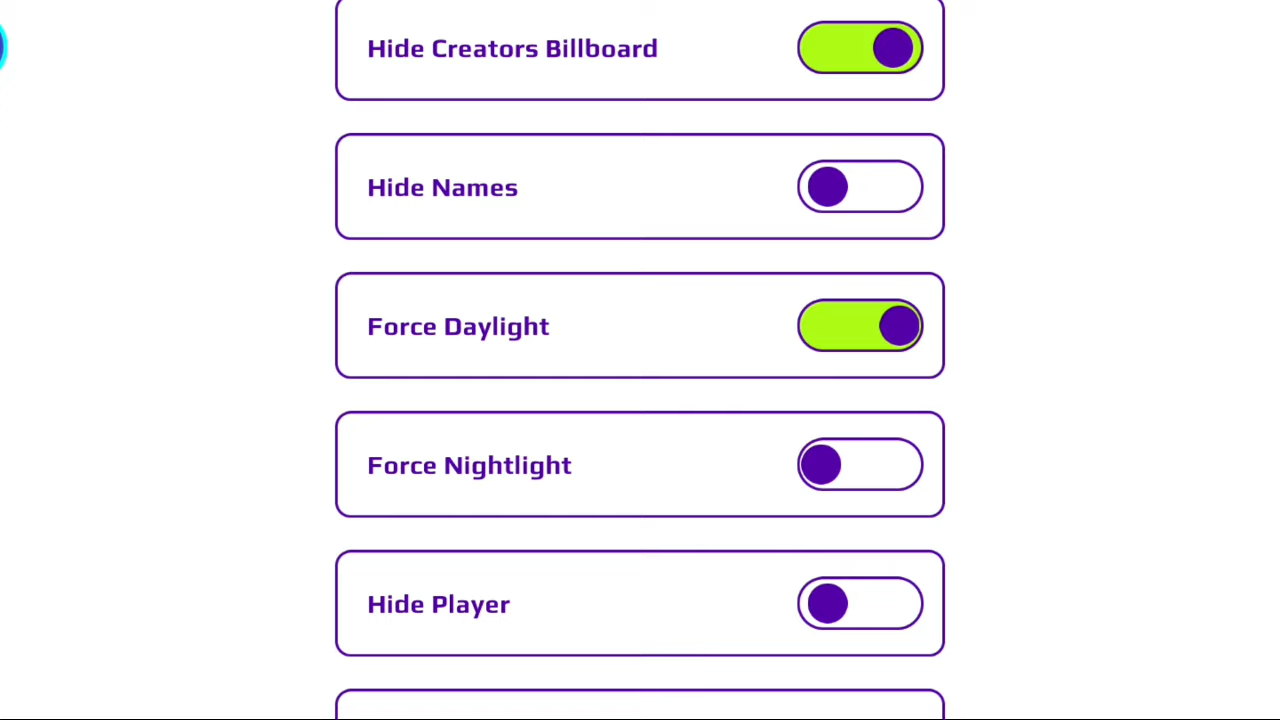 Hide Creators Billboard
Hide Names
Force Daylight
Force Nightlight
Hide Player